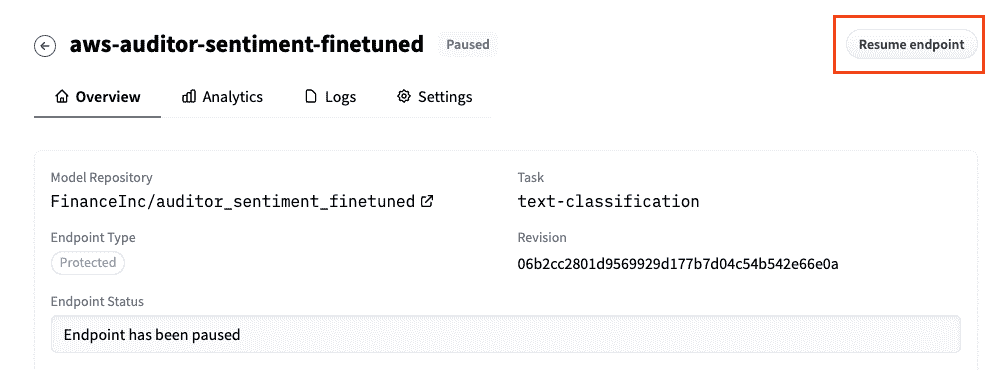 aws-auditor-sentiment-finetuned Paused Resume endpoint
Overview Analytics Logs Settings
Model Repository Task
FinanceInc/auditor_sentiment_finetuned text-classification
Endpoint Type Revision
Protected 06b2cc2801d9569929d177b7d04c54b542e66e0a
Endpoint Status
Endpoint has been paused